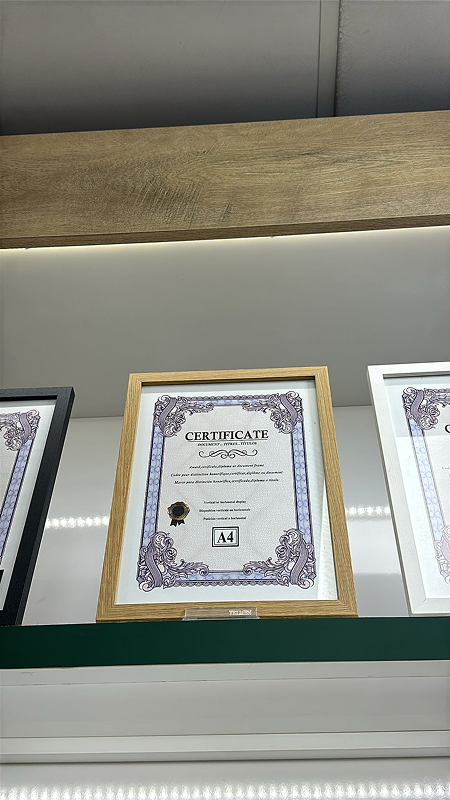 CERTIFICATE
DOCUMENT , TITRES , TITULOS
Award,certificate,diploma or document frame
Cadre pour distinction honorifique,certificat,diplôme ou document
Marco para distinción honorífica,certificado,diploma o título
Vertical or horizontal display
Disposition verticale ou horizontale
Posición vertical u horizontal
A4